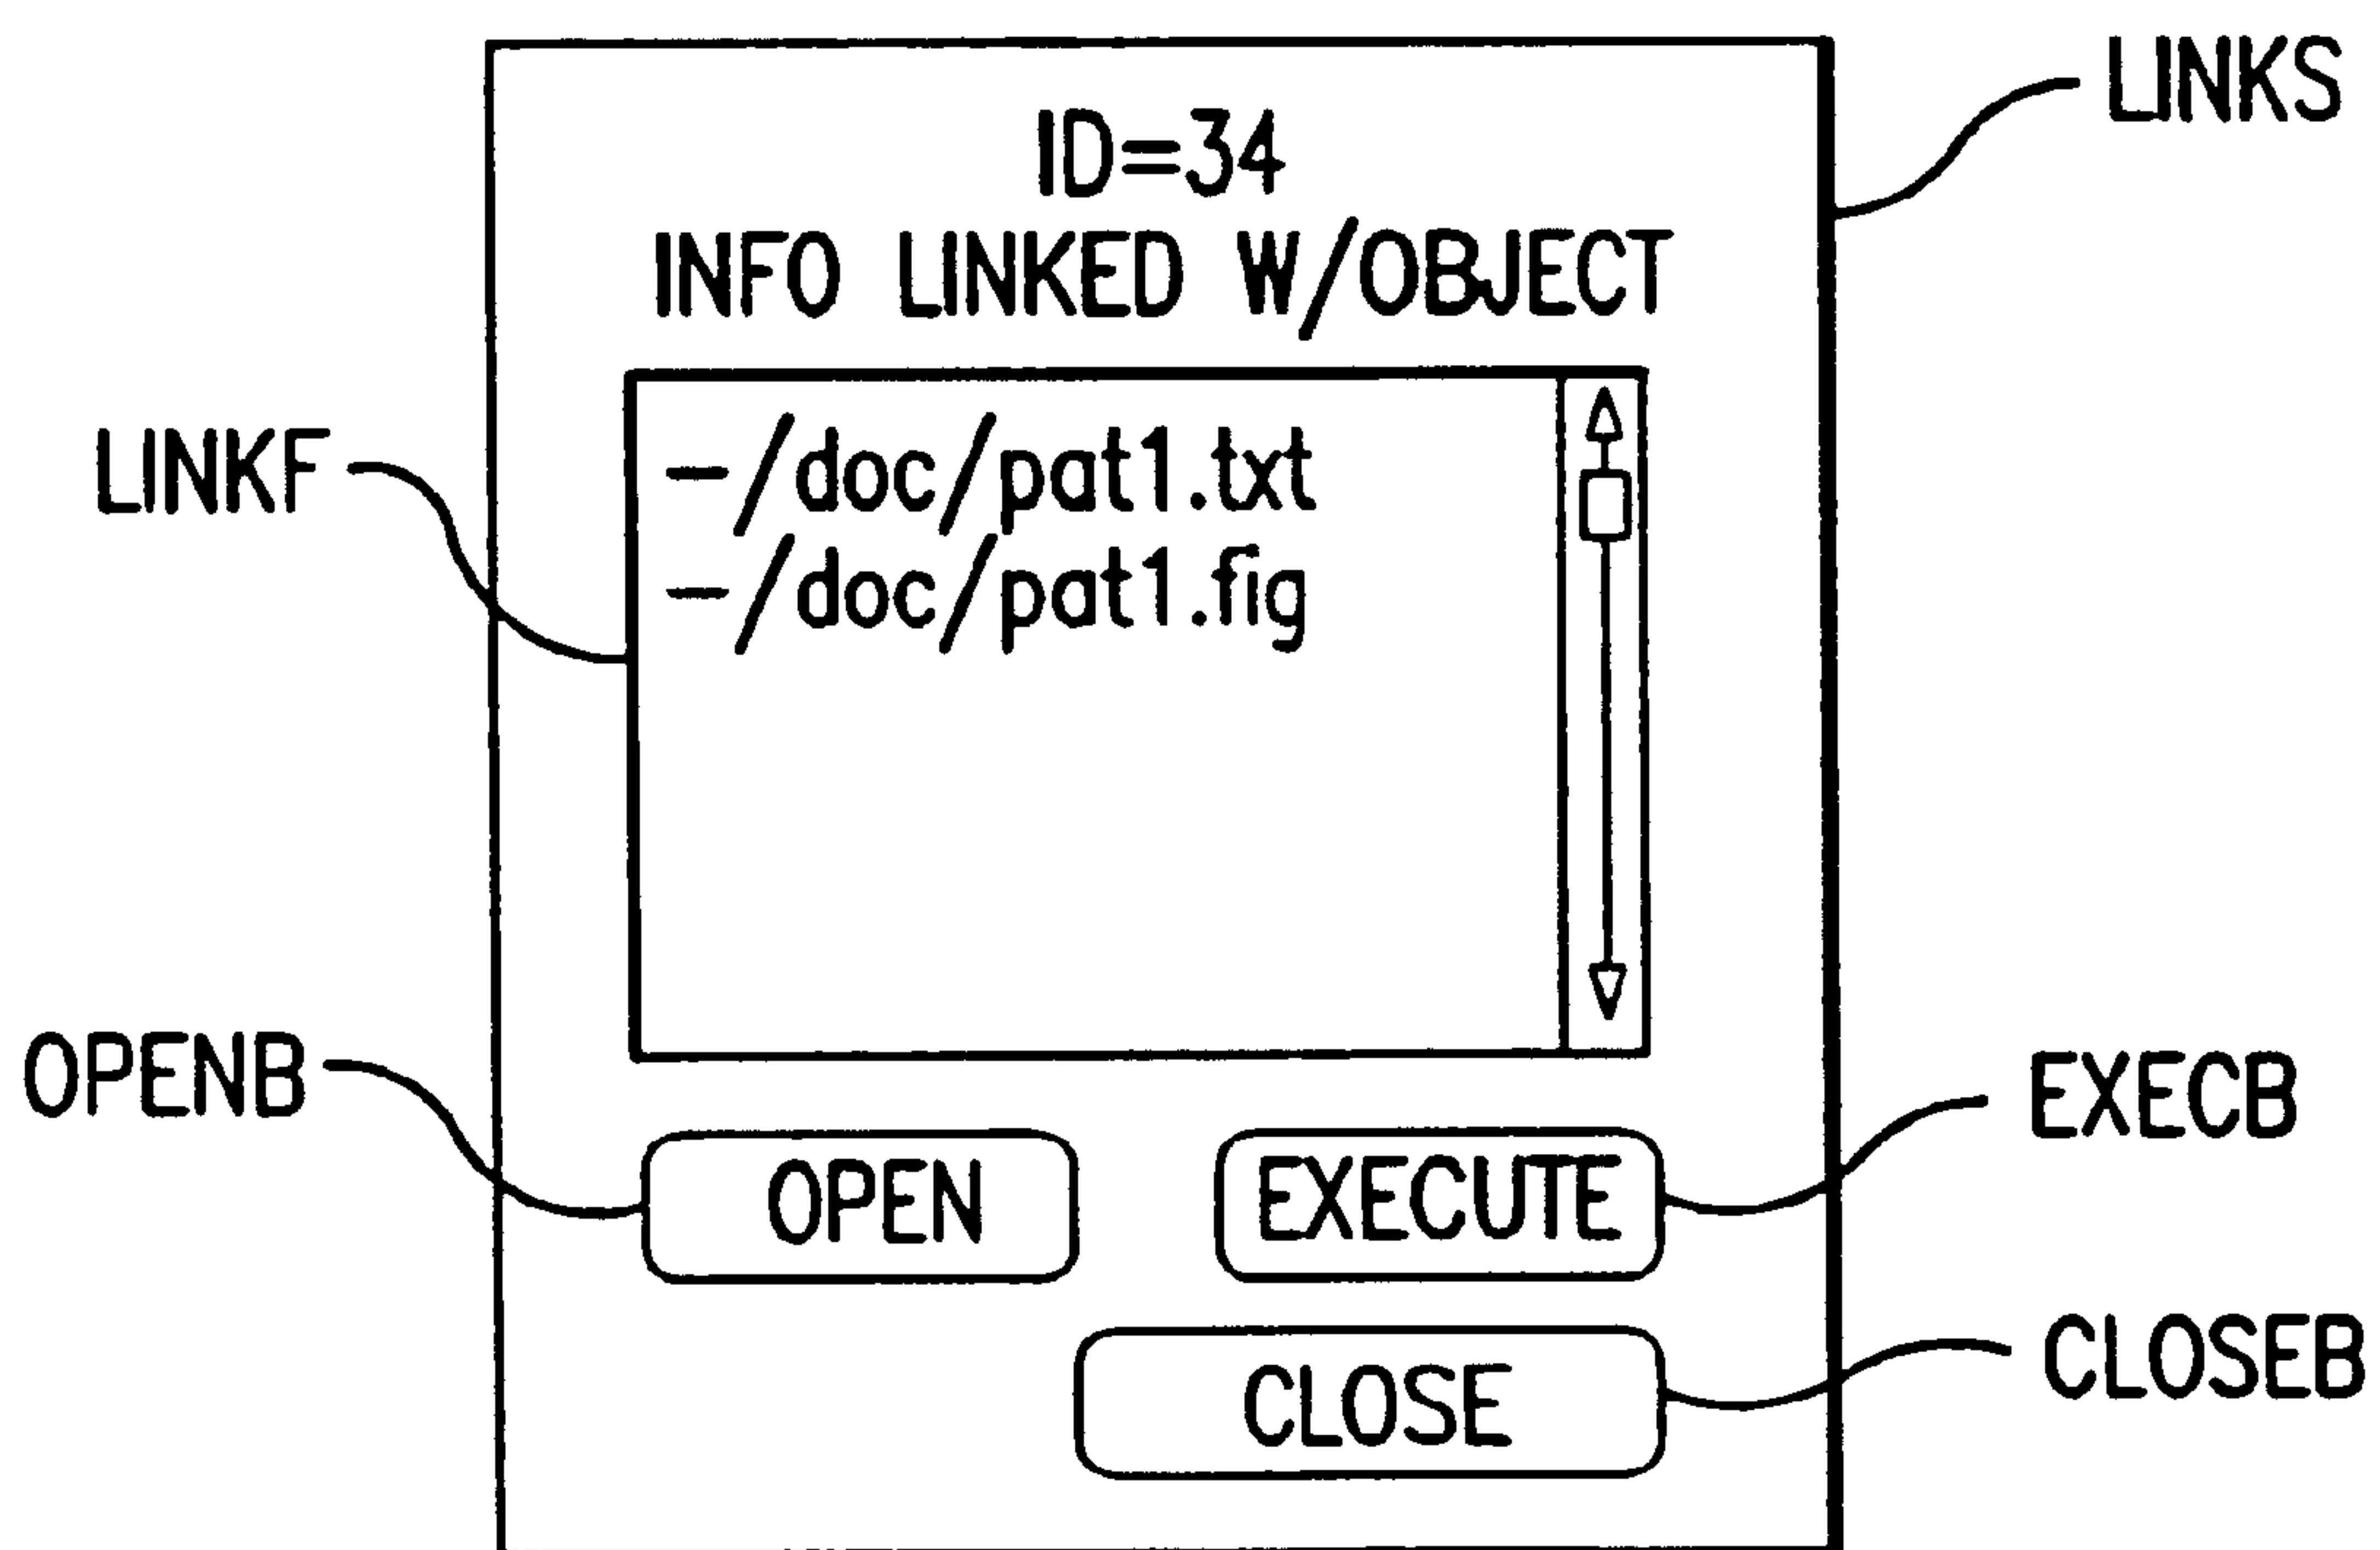 LINKS
ID=34
INFO LINKED W/OBJECT
LINKF
-/doc/pat1.txt
-/doc/pat1.fig
OPENB
EXECB
OPEN
EXECUTE
CLOSEB
CLOSE